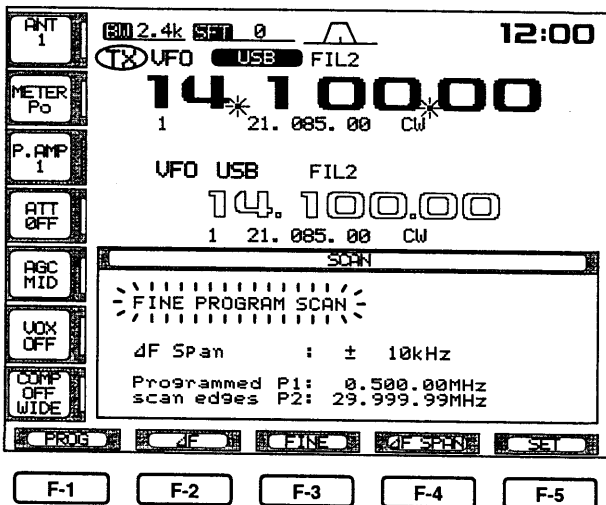 ANT
1
BW 2.4k SFT 0
12:00
TX VFO USB FIL2
METER
Po
14.100.00
1 21.085.00 CW
P.AMP
1
VFO USB FIL2
ATT
OFF
14.100.00
1 21.085.00 CW
AGC
MID
SCAN
FINE PROGRAM SCAN
VOX
OFF
⊿F Span : ± 10kHz
COMP
OFF
WIDE
Programmed P1: 0.500.00MHz
scan edges P2: 29.999.99MHz
PROG ⊿F FINE ⊿F SPAN SET
F-1 F-2 F-3 F-4 F-5